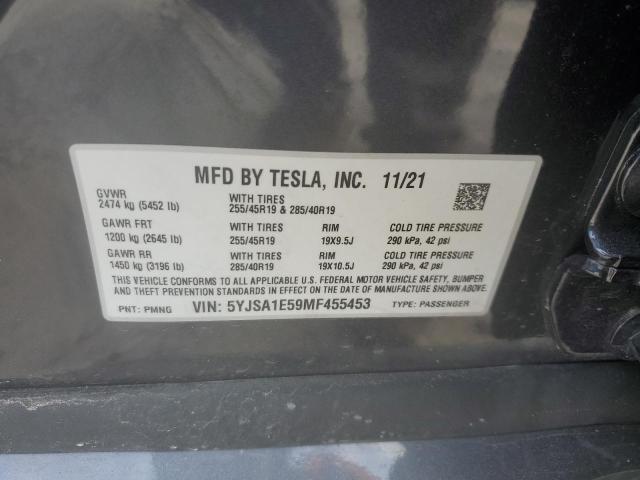 MFD BY TESLA, INC. 11/21
GVWR
2474 kg (5452 lb)
WITH TIRES
255/45R19 & 285/40R19
GAWR FRT
1200 kg (2645 lb)
WITH TIRES
255/45R19
RIM
19X9.5J
COLD TIRE PRESSURE
290 kPa, 42 psi
GAWR RR
1450 kg (3196 lb)
WITH TIRES
285/40R19
RIM
19X10.5J
COLD TIRE PRESSURE
290 kPa, 42 psi
THIS VEHICLE CONFORMS TO ALL APPLICABLE U.S. FEDERAL MOTOR VEHICLE SAFETY, BUMPER
AND THEFT PREVENTION STANDARDS IN EFFECT ON THE DATE OF MANUFACTURE SHOWN ABOVE.
PNT: PMNG VIN: 5YJSA1E59MF455453 TYPE: PASSENGER